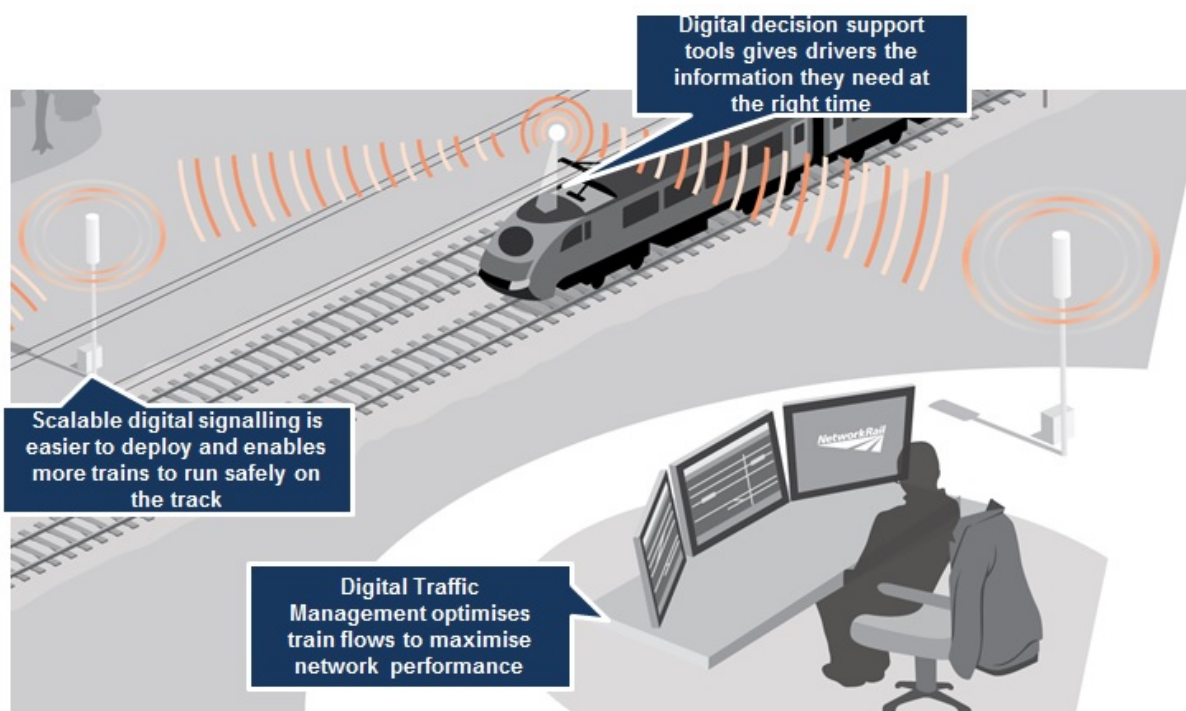 Digital decision support
tools gives drivers the
information they need at
the right time
Scalable digital signalling is
easier to deploy and enables
more trains to run safely on
the track
NetworkRail
Digital Traffic
Management optimises
train flows to maximise
network performance